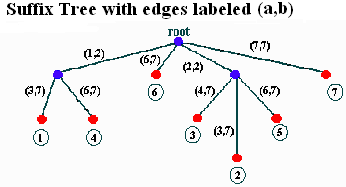 Suffix Tree with edges labeled (a,b)
root
(1,2) (6,7) (2,2) (7,7)
(3,7) (6,7) 6 (4,7) (6,7) 7
1 4 3 (3,7) 5
2